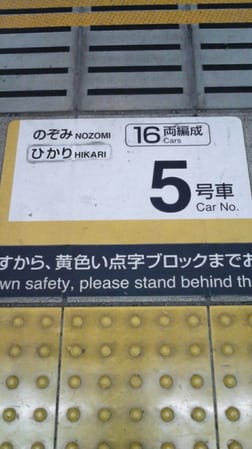 のぞみ NOZOMI
ひかり HIKARI
16両編成
Cars
5号車
Car No.
すから、黄色い点字ブロックまでお
wn safety, please stand behind th